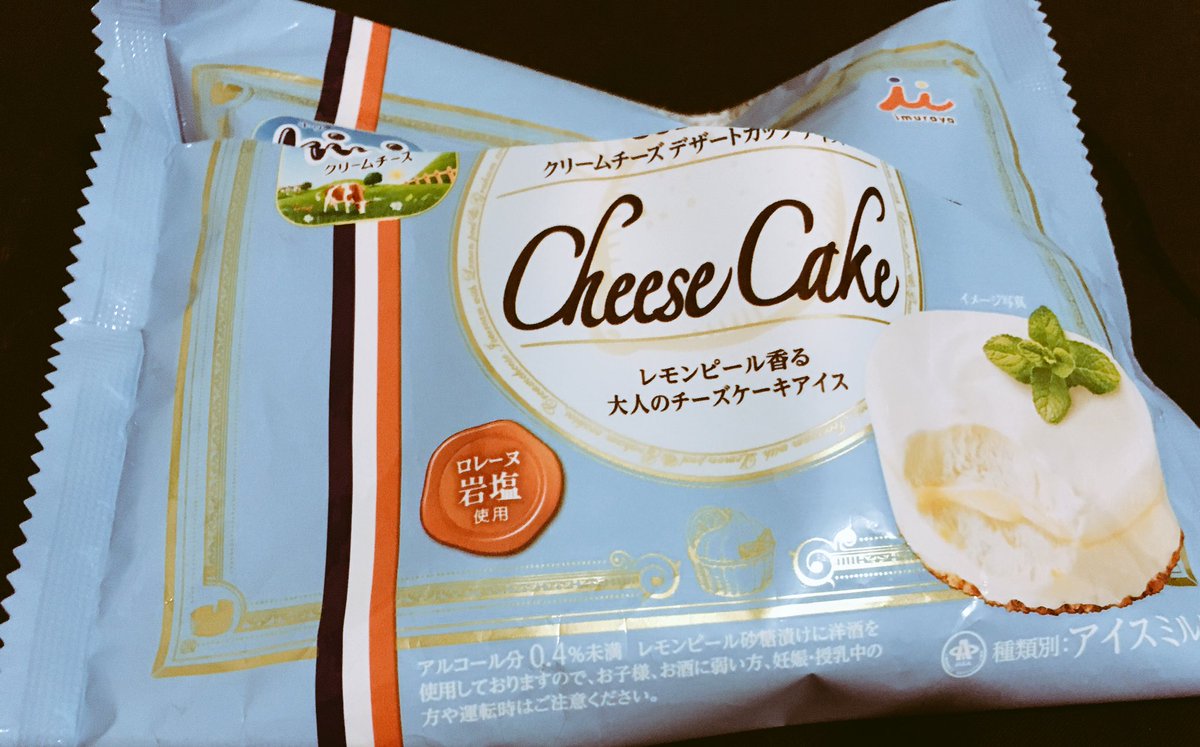 imuraya
クリームチーズ
クリームチーズ デザートカップアイス
Cheese Cake
イメージ写真
レモンピール香る
大人のチーズケーキアイス
ロレーヌ
岩塩
使用
アルコール分0.4%未満 レモンピール砂糖漬けに洋酒を
使用しておりますので、お子様、お酒に弱い方、妊娠・授乳中の
方や運転時はご注意ください。
種類別:アイスミル